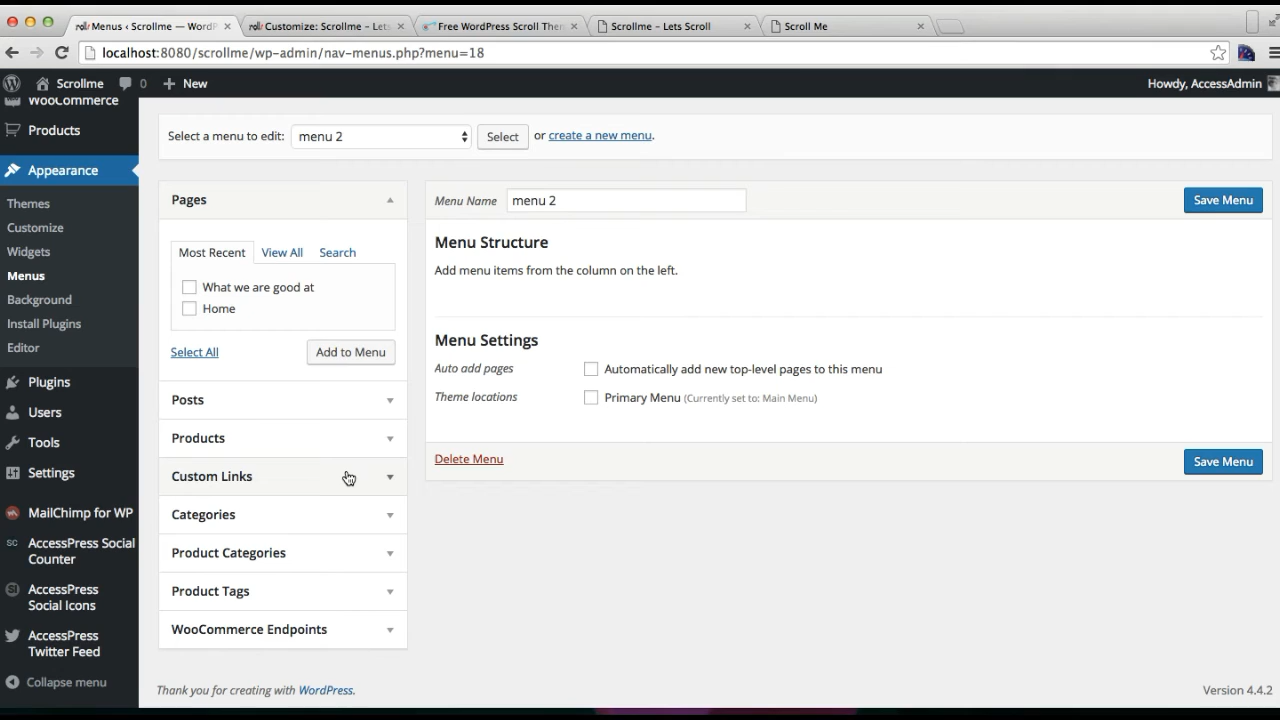 Menus ‹ Scrollme — WordP
Customize: Scrollme – Lets
Free WordPress Scroll Then
Scrollme – Lets Scroll
Scroll Me
localhost:8080/scrollme/wp-admin/nav-menus.php?menu=18
Scrollme
0
New
Howdy, AccessAdmin
WooCommerce
Products
Appearance
Themes
Customize
Widgets
Menus
Background
Install Plugins
Editor
Plugins
Users
Tools
Settings
MailChimp for WP
SC AccessPress Social
Counter
AccessPress
Social Icons
AccessPress
Twitter Feed
Collapse menu
Select a menu to edit: menu 2 Select or create a new menu.
Pages
Most Recent View All Search
What we are good at
Home
Select All Add to Menu
Posts
Products
Custom Links
Categories
Product Categories
Product Tags
WooCommerce Endpoints
Menu Name menu 2 Save Menu
Menu Structure
Add menu items from the column on the left.
Menu Settings
Auto add pages Automatically add new top-level pages to this menu
Theme locations Primary Menu (Currently set to: Main Menu)
Delete Menu Save Menu
Thank you for creating with WordPress.
Version 4.4.2